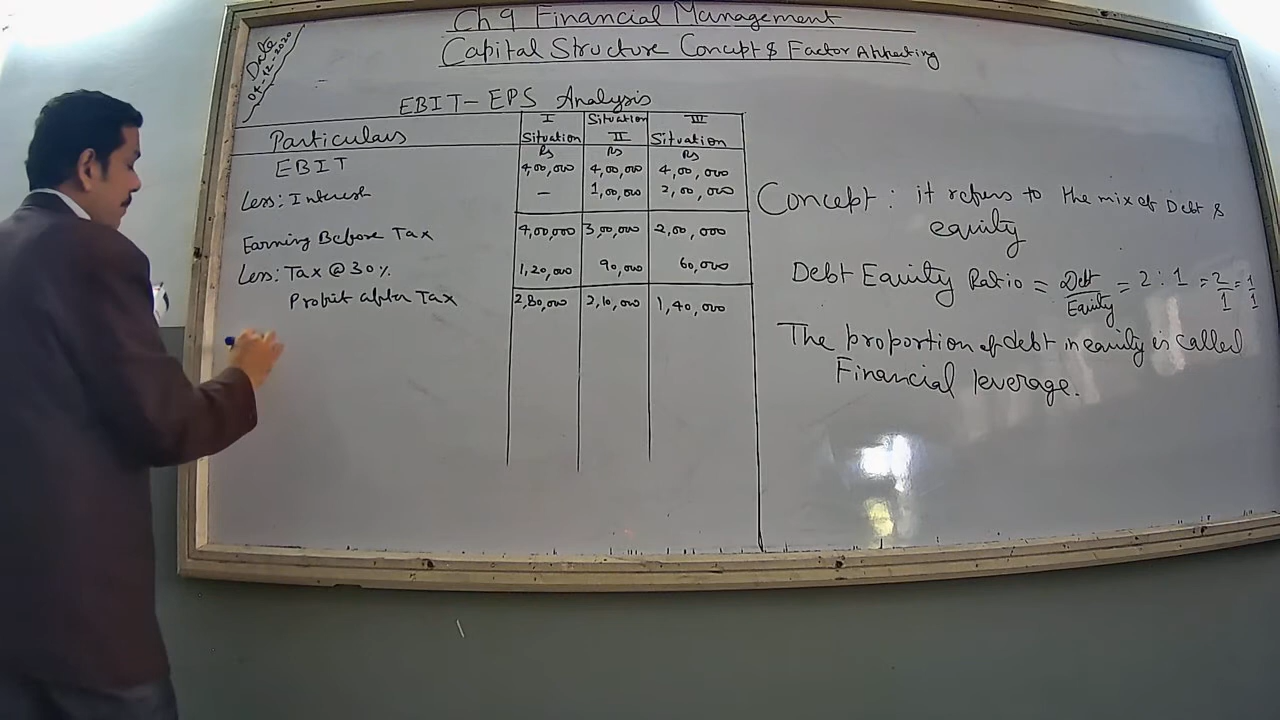 Ch 9 Financial Management
Capital Structure Concept & Factor Affecting
Date
04-12-2020
EBIT - EPS Analysis
Particulars I Situation Situation II III Situation
Rs Rs Rs
EBIT 4,00,000 4,00,000 4,00,000
Less: Interest — 1,00,000 2,00,000
Earning Before Tax 4,00,000 3,00,000 2,00,000
Less: Tax @ 30% 1,20,000 90,000 60,000
Profit after Tax 2,80,000 2,10,000 1,40,000
Concept: it refers to the mix of Debt &
equity
Debt Equity Ratio = Debt/Equity = 2:1 = 2/1 = 1/1
The proportion of debt in equity is called
Financial leverage.